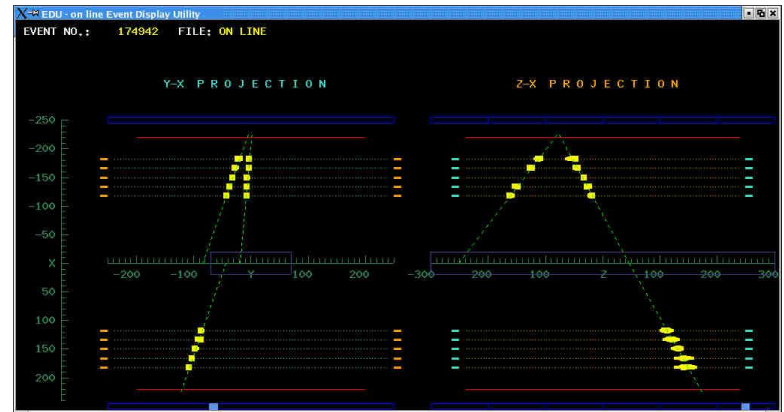 EDU - on line Event Display Utility
EVENT NO.: 174942 FILE: ON LINE
Y-X PROJECTION Z-X PROJECTION
-250
-200
-150
-100
-50
X
50
100
150
200
-200 -100 Y 100 200
-300 200 100 Z 100 200 300